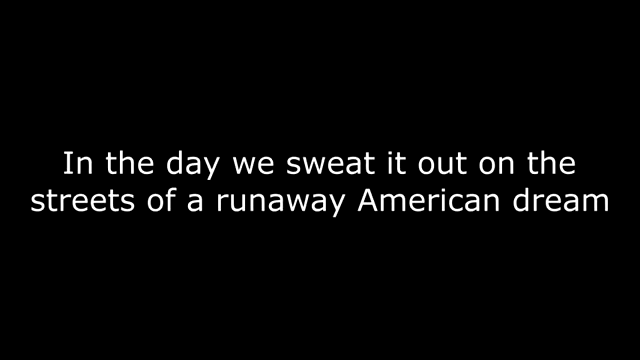 In the day we sweat it out on the
streets of a runaway American dream